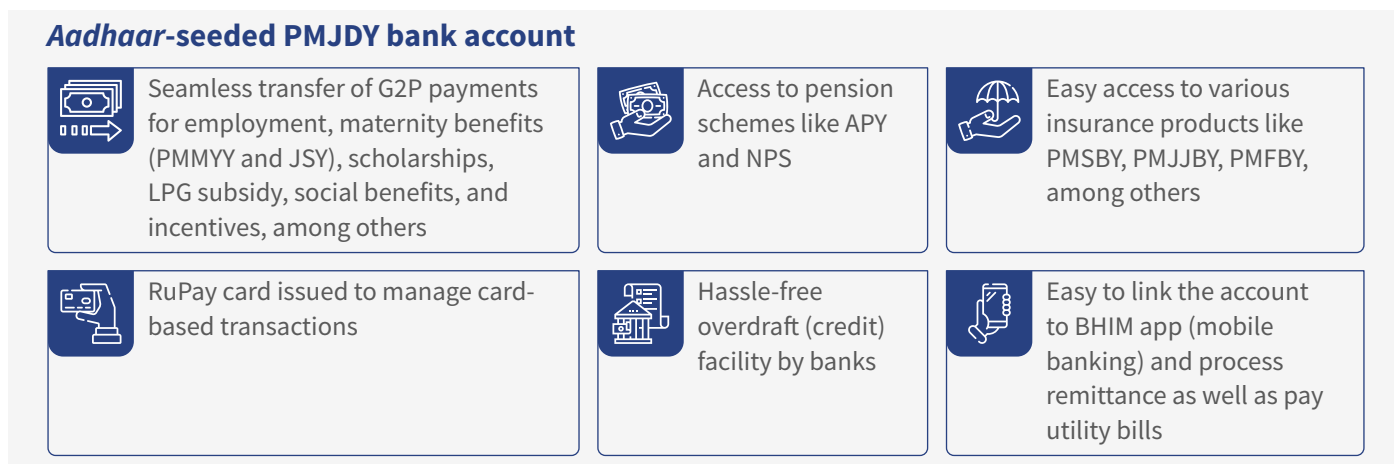 Aadhaar-seeded PMJDY bank account
Seamless transfer of G2P payments
for employment, maternity benefits
(PMMYY and JSY), scholarships,
LPG subsidy, social benefits, and
incentives, among others
Access to pension
schemes like APY
and NPS
Easy access to various
insurance products like
PMSBY, PMJJBY, PMFBY,
among others
RuPay card issued to manage card-
based transactions
Hassle-free
overdraft (credit)
facility by banks
Easy to link the account
to BHIM app (mobile
banking) and process
remittance as well as pay
utility bills